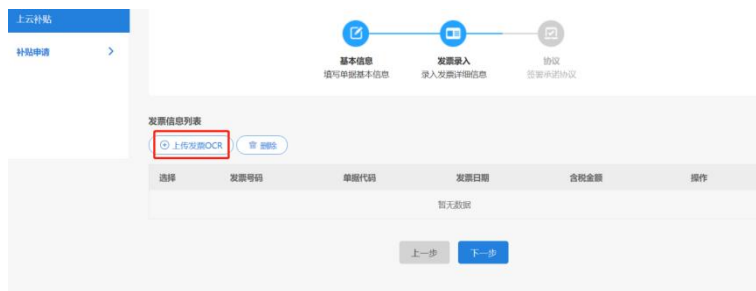 上云补贴
补贴申请
基本信息 发票录入 协议
填写单据基本信息 录入发票详细信息 签署承诺协议
发票信息列表
上传发票OCR 删除
选择 发票号码 单据代码 发票日期 含税金额 操作
暂无数据
上一步 下一步